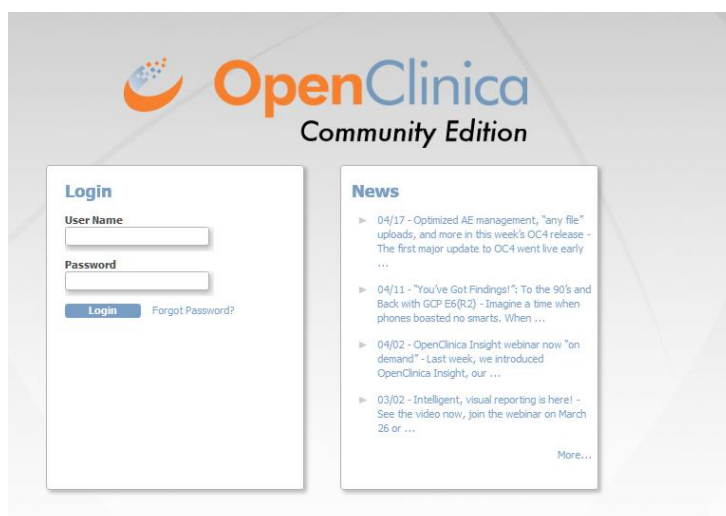 OpenClinica
Community Edition
Login
User Name
Password
Login Forgot Password?
News
04/17 - Optimized AE management, "any file"
uploads, and more in this week's OC4 release -
The first major update to OC4 went live early
...
04/11 - "You've Got Findings!": To the 90's and
Back with GCP E6(R2) - Imagine a time when
phones boasted no smarts. When ...
04/02 - OpenClinica Insight webinar now "on
demand" - Last week, we introduced
OpenClinica Insight, our ...
03/02 - Intelligent, visual reporting is here! -
See the video now, join the webinar on March
26 or ...
More...